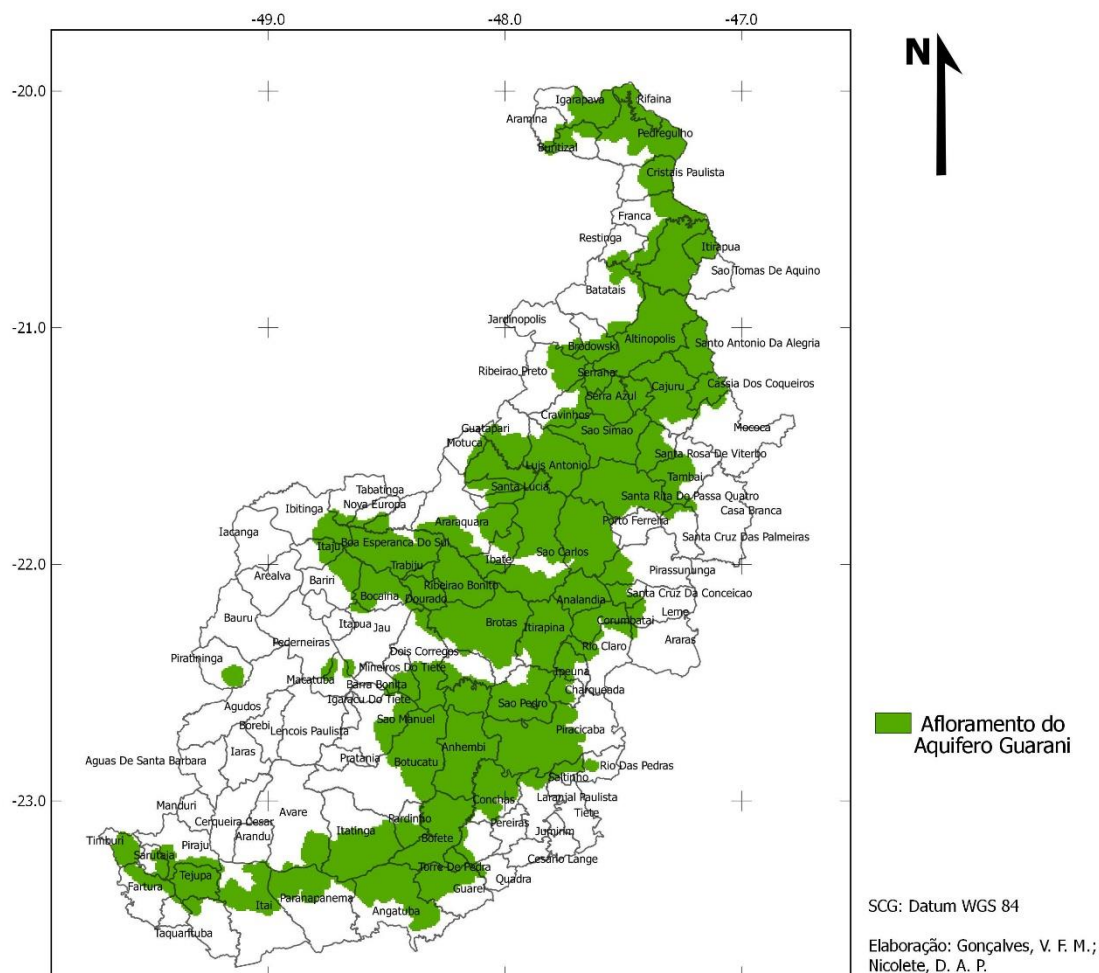 -49.0
-48.0
-47.0
N
-20.0
Igarapava
Rifaina
Aramina
Pedregulho
Buritizal
Cristais Paulista
Franca
Restinga
Itirapua
Sao Tomas De Aquino
Batatais
-21.0
Jardinopolis
Altinopolis
Santo Antonio Da Alegria
Brodowski
Ribeirao Preto
Serrana
Cajuru
Cassia Dos Coqueiros
Serra Azul
Cravinhos
Guatapari
Sao Simao
Mococa
Motuca
Santa Rosa De Viterbo
Luis Antonio
Tambai
Tabatinga
Santa Lucia
Santa Rita Do Passa Quatro
Nova Europa
Ibitinga
Casa Branca
Araraquara
Porto Ferreira
Iacanga
Boa Esperanca Do Sul
Santa Cruz Das Palmeiras
Itaju
Sao Carlos
-22.0
Ibate
Trabiju
Pirassununga
Arealva
Bariri
Ribeirao Bonito
Bocaina
Dourado
Analandia
Santa Cruz Da Conceicao
Leme
Bauru
Itapua
Jau
Brotas
Itirapina
Corumbatai
Araras
Pederneiras
Dois Corregos
Rio Claro
Piratininga
Mineiros Do Tiete
Macatuba
Ipeuna
Barra Bonita
Charqueada
Igaracu Do Tiete
Agudos
Sao Pedro
Sao Manuel
Borebi
Lencois Paulista
Piracicaba
Afloramento do
Aquifero Guarani
Iaras
Anhembi
Pratania
Botucatu
Aguas De Santa Barbara
Rio Das Pedras
Saltinho
-23.0
Manduri
Conchas
Laranjal Paulista
Avare
Tiete
Cerqueira Cesar
Pardinho
Pereiras
Arandu
Itatinga
Jumirim
Timburi
Piraju
Bofete
Sarutaja
Cesario Lange
Tejupa
Torre De Pedra
Quadra
Fartura
Guarei
Itai
Paranapanema
Angatuba
Taquarituba
SCG: Datum WGS 84
Elaboração: Gonçalves, V. F. M.;
Nicolete, D. A. P.